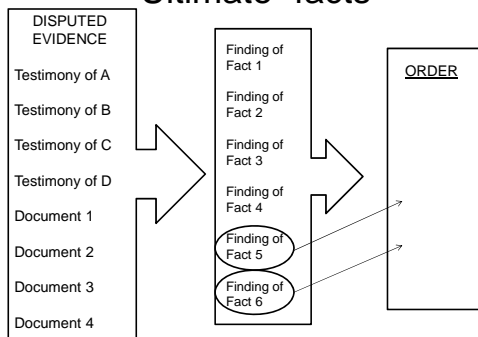 Ultimate facts
DISPUTED
EVIDENCE
Testimony of A
Testimony of B
Testimony of C
Testimony of D
Document 1
Document 2
Document 3
Document 4
Finding of
Fact 1
Finding of
Fact 2
Finding of
Fact 3
Finding of
Fact 4
Finding of
Fact 5
Finding of
Fact 6
ORDER